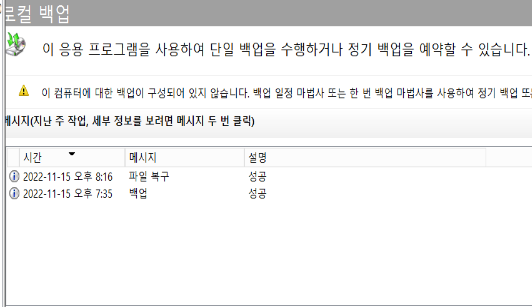 로컬 백업
이 응용 프로그램을 사용하여 단일 백업을 수행하거나 정기 백업을 예약할 수 있습니다.
이 컴퓨터에 대한 백업이 구성되어 있지 않습니다. 백업 일정 마법사 또는 한 번 백업 마법사를 사용하여 정기 백업 또는
메시지(지난 주 작업, 세부 정보를 보려면 메시지 두 번 클릭)
시간 메시지 설명
2022-11-15 오후 8:16 파일 복구 성공
2022-11-15 오후 7:35 백업 성공